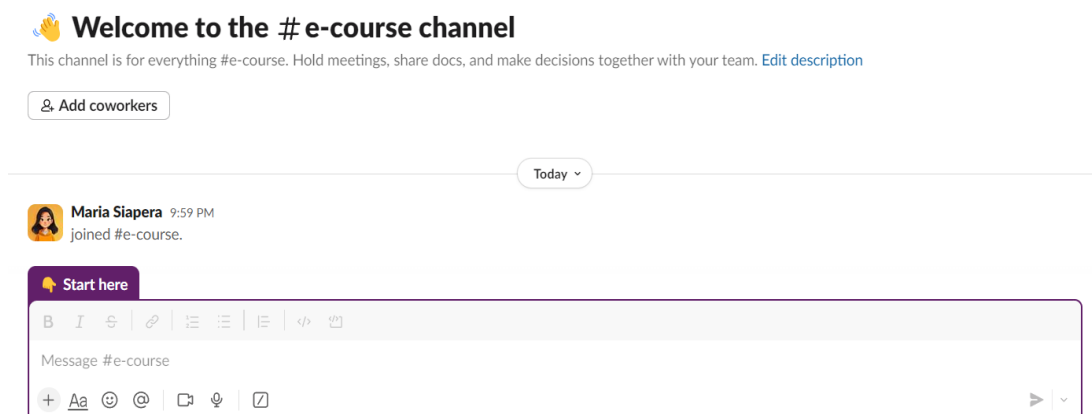 Welcome to the #e-course channel
This channel is for everything #e-course. Hold meetings, share docs, and make decisions together with your team. Edit description
Add coworkers
Today
Maria Siapera 9:59 PM
joined #e-course.
Start here
B I S
Message #e-course
Aa